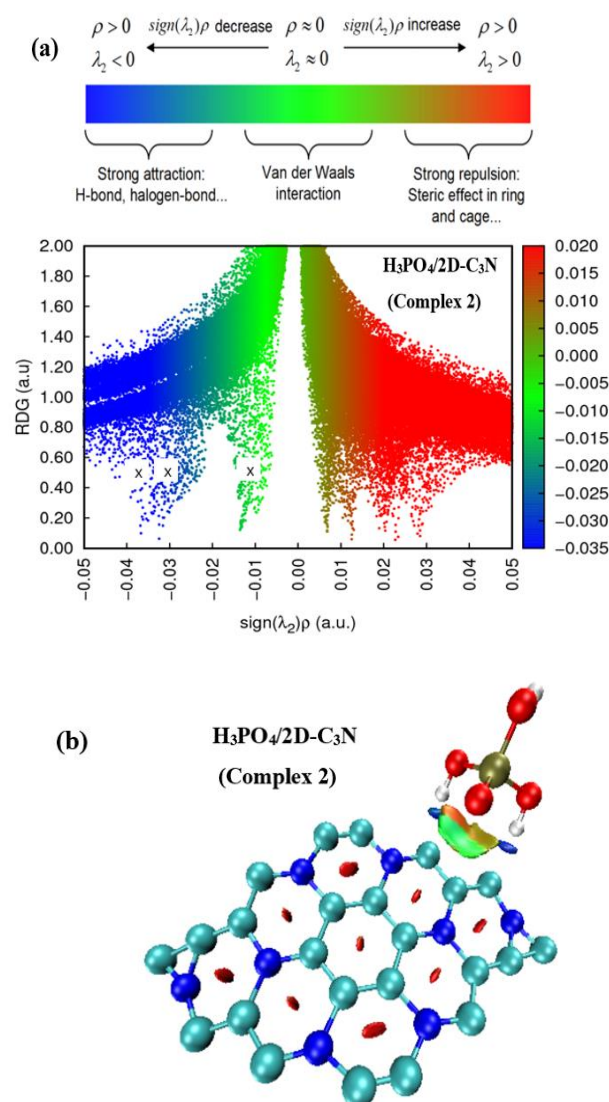 (a)
ρ > 0 sign(λ₂)ρ decrease ρ ≈ 0 sign(λ₂)ρ increase ρ > 0
λ₂ < 0 λ₂ ≈ 0 λ₂ > 0
Strong attraction: Van der Waals Strong repulsion:
H-bond, halogen-bond... interaction Steric effect in ring
and cage...
H₃PO₄/2D-C₃N
(Complex 2)
2.00
1.80
1.60
1.40
1.20
1.00
0.80
0.60
0.40
0.20
0.00
RDG (a.u)
x x x
−0.05
−0.04
−0.03
−0.02
−0.01
0.00
0.01
0.02
0.03
0.04
0.05
sign(λ₂)ρ (a.u.)
0.020
0.015
0.010
0.005
0.000
−0.005
−0.010
−0.015
−0.020
−0.025
−0.030
−0.035
(b)
H₃PO₄/2D-C₃N
(Complex 2)